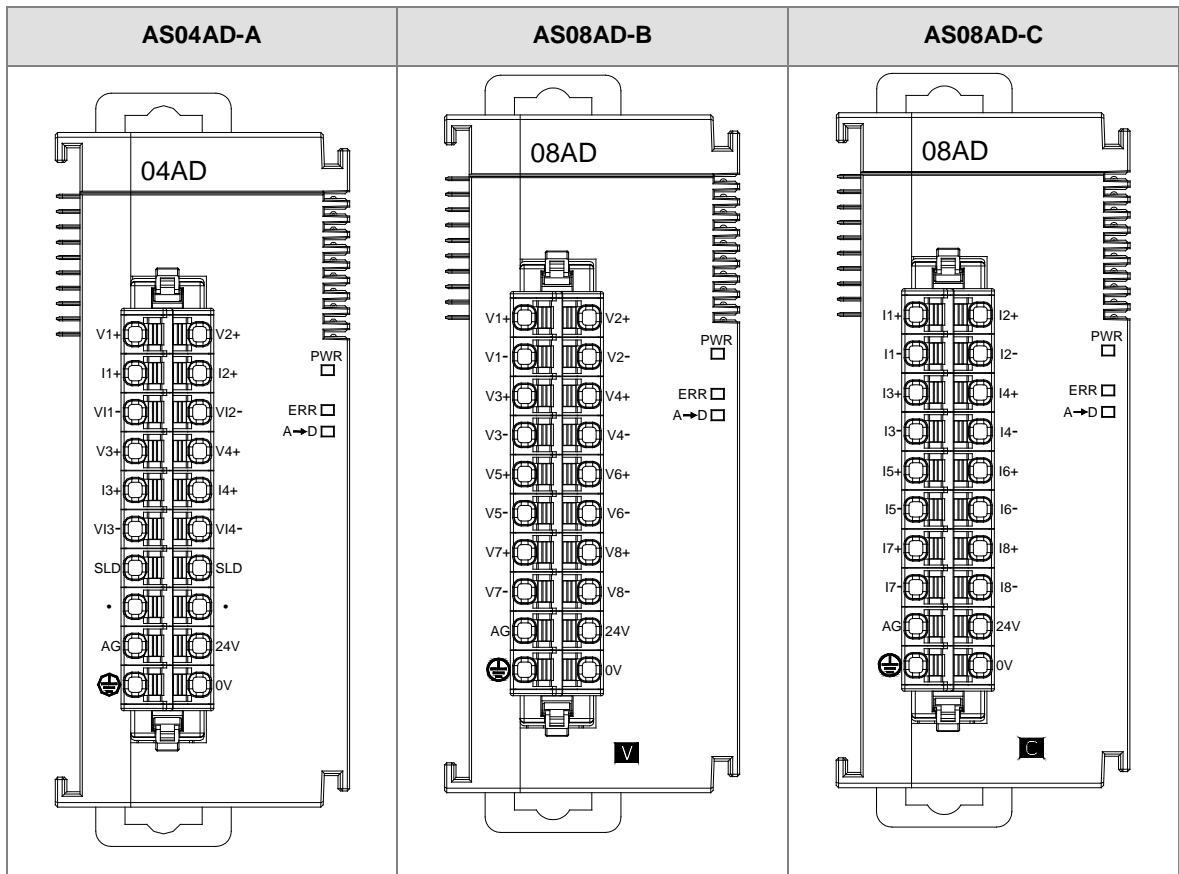 AS04AD-A
AS08AD-B
AS08AD-C
04AD
V1+ V2+
I1+ I2+
VI1- VI2-
V3+ V4+
I3+ I4+
VI3- VI4-
SLD SLD
• •
AG 24V
0V
PWR
ERR
A→D
08AD
V1+ V2+
V1- V2-
V3+ V4+
V3- V4-
V5+ V6+
V5- V6-
V7+ V8+
V7- V8-
AG 24V
0V
PWR
ERR
A→D
V
08AD
I1+ I2+
I1- I2-
I3+ I4+
I3- I4-
I5+ I6+
I5- I6-
I7+ I8+
I7- I8-
AG 24V
0V
PWR
ERR
A→D
C